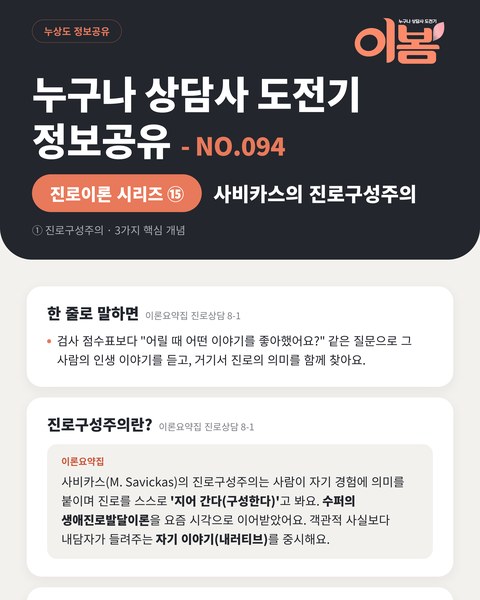 누상도 정보공유
누구나 상담사 도전기
이봄
누구나 상담사 도전기
정보공유 - NO.094
진로이론 시리즈 ⑮ 사비카스의 진로구성주의
① 진로구성주의 · 3가지 핵심 개념
한 줄로 말하면 이론요약집 진로상담 8-1
• 검사 점수표보다 "어릴 때 어떤 이야기를 좋아했어요?" 같은 질문으로 그
사람의 인생 이야기를 듣고, 거기서 진로의 의미를 함께 찾아요.
진로구성주의란? 이론요약집 진로상담 8-1
이론요약집
사비카스(M. Savickas)의 진로구성주의는 사람이 자기 경험에 의미를
붙이며 진로를 스스로 '지어 간다(구성한다)'고 봐요. 수퍼의
생애진로발달이론을 요즘 시각으로 이어받았어요. 객관적 사실보다
내담자가 들려주는 자기 이야기(내러티브)를 중시해요.